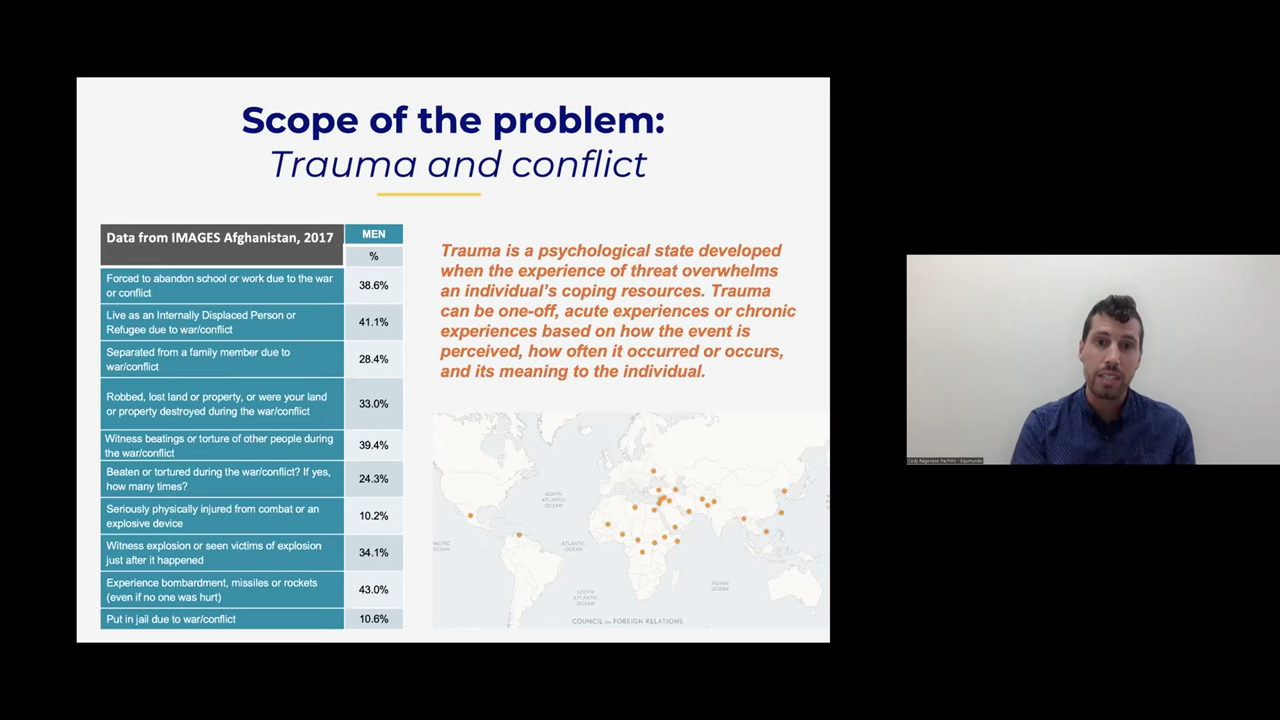 Scope of the problem:
Trauma and conflict
Data from IMAGES Afghanistan, 2017
MEN
%
Forced to abandon school or work due to the war
or conflict
38.6%
Live as an Internally Displaced Person or
Refugee due to war/conflict
41.1%
Separated from a family member due to
war/conflict
28.4%
Robbed, lost land or property, or were your land
or property destroyed during the war/conflict
33.0%
Witness beatings or torture of other people during
the war/conflict
39.4%
Beaten or tortured during the war/conflict? If yes,
how many times?
24.3%
Seriously physically injured from combat or an
explosive device
10.2%
Witness explosion or seen victims of explosion
just after it happened
34.1%
Experience bombardment, missiles or rockets
(even if no one was hurt)
43.0%
Put in jail due to war/conflict
10.6%
Trauma is a psychological state developed
when the experience of threat overwhelms
an individual's coping resources. Trauma
can be one-off, acute experiences or chronic
experiences based on how the event is
perceived, how often it occurred or occurs,
and its meaning to the individual.
NORTH
ATLANTIC
OCEAN
PACIFIC
OCEAN
ATLANTIC
OCEAN
INDIAN
OCEAN
SOUTH
ATLANTIC
OCEAN
COUNCIL on FOREIGN RELATIONS
Cody Ragonese (he/him) - Equimundo